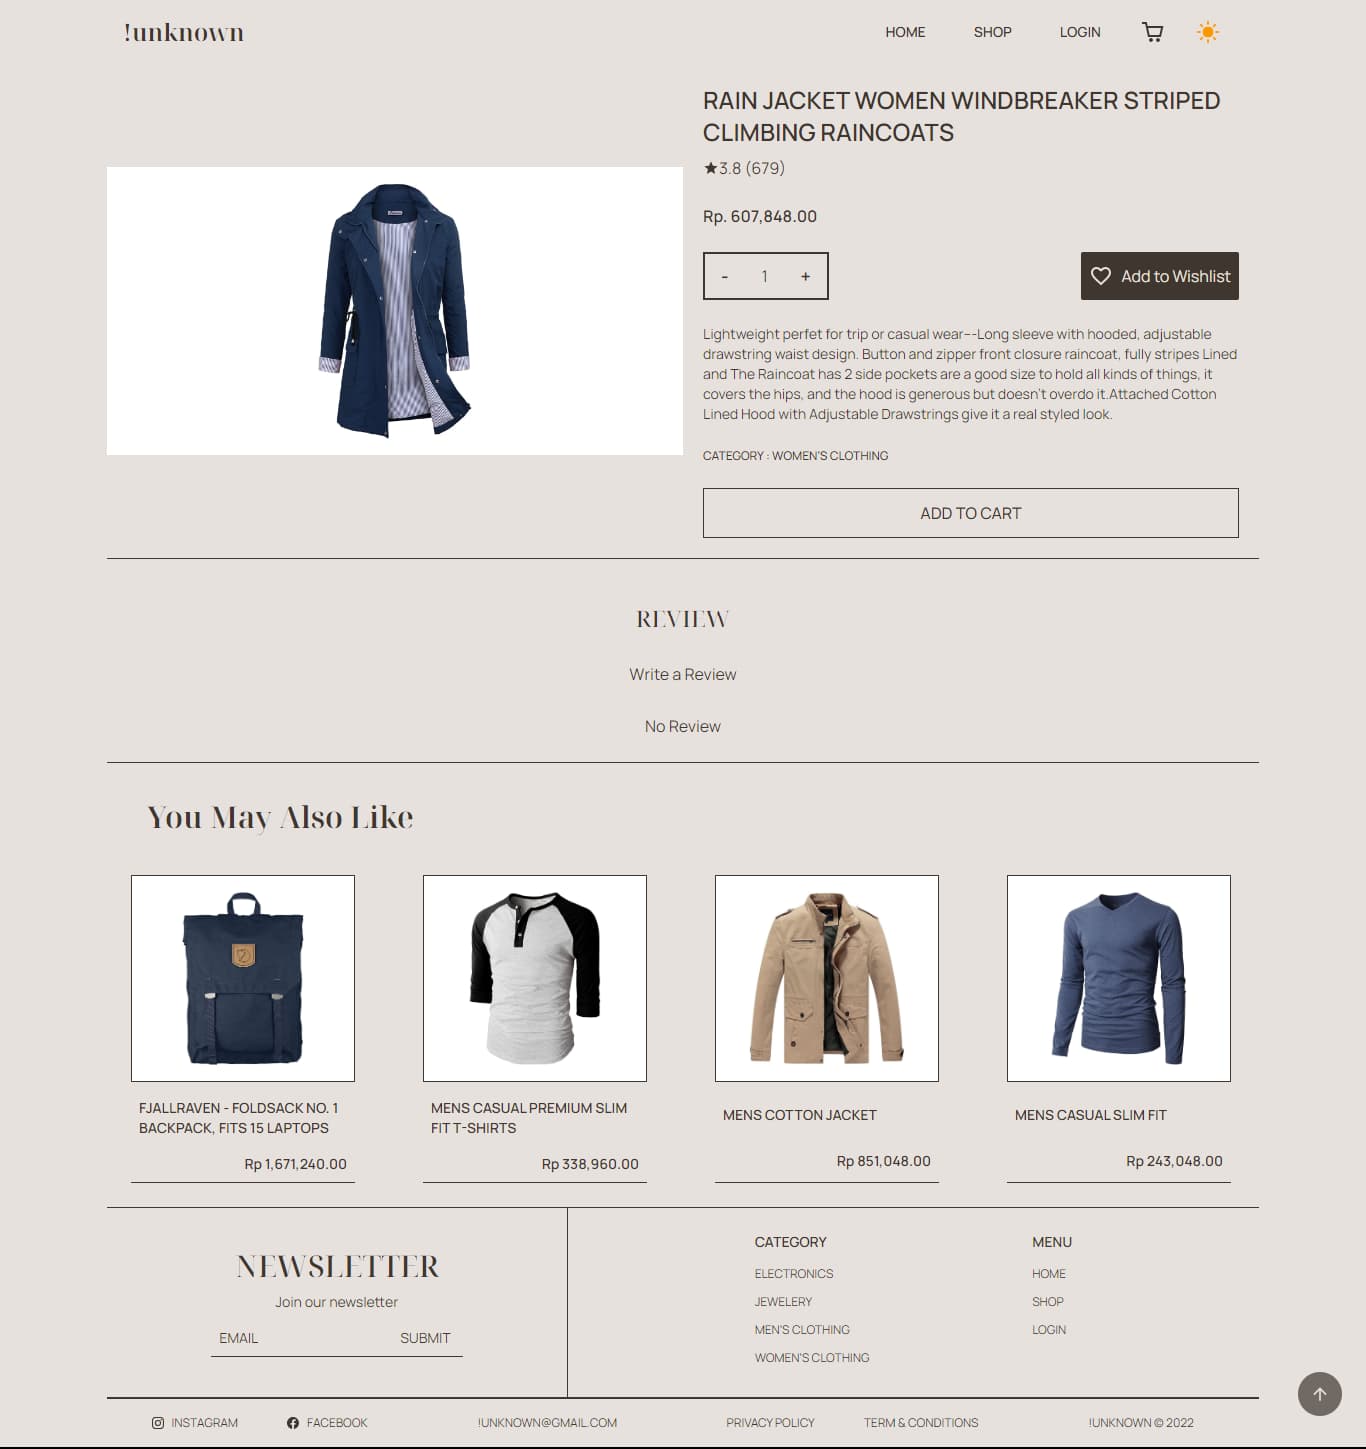 !unknown
HOME
SHOP
LOGIN
RAIN JACKET WOMEN WINDBREAKER STRIPED
CLIMBING RAINCOATS
★3.8 (679)
Rp. 607,848.00
- 1 +
Add to Wishlist
Lightweight perfet for trip or casual wear---Long sleeve with hooded, adjustable
drawstring waist design. Button and zipper front closure raincoat, fully stripes Lined
and The Raincoat has 2 side pockets are a good size to hold all kinds of things, it
covers the hips, and the hood is generous but doesn't overdo it.Attached Cotton
Lined Hood with Adjustable Drawstrings give it a real styled look.
CATEGORY : WOMEN'S CLOTHING
ADD TO CART
REVIEW
Write a Review
No Review
You May Also Like
FJALLRAVEN - FOLDSACK NO. 1
BACKPACK, FITS 15 LAPTOPS
Rp 1,671,240.00
MENS CASUAL PREMIUM SLIM
FIT T-SHIRTS
Rp 338,960.00
MENS COTTON JACKET
Rp 851,048.00
MENS CASUAL SLIM FIT
Rp 243,048.00
NEWSLETTER
Join our newsletter
EMAIL
SUBMIT
CATEGORY
ELECTRONICS
JEWELERY
MEN'S CLOTHING
WOMEN'S CLOTHING
MENU
HOME
SHOP
LOGIN
INSTAGRAM
FACEBOOK
!UNKNOWN@GMAIL.COM
PRIVACY POLICY
TERM & CONDITIONS
!UNKNOWN © 2022